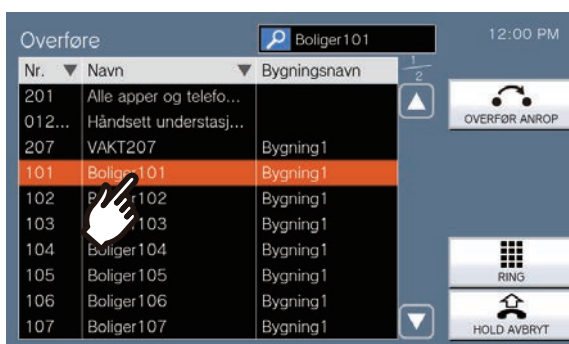 Overføre
Boliger101
12:00 PM
Nr. Navn Bygningsnavn
1/2
201 Alle apper og telefo...
012... Håndsett understasj...
207 VAKT207 Bygning1
101 Boliger101 Bygning1
102 Boliger102 Bygning1
103 103 Bygning1
104 Boliger104 Bygning1
105 Boliger105 Bygning1
106 Boliger106 Bygning1
107 Boliger107 Bygning1
OVERFØR ANROP
RING
HOLD AVBRYT